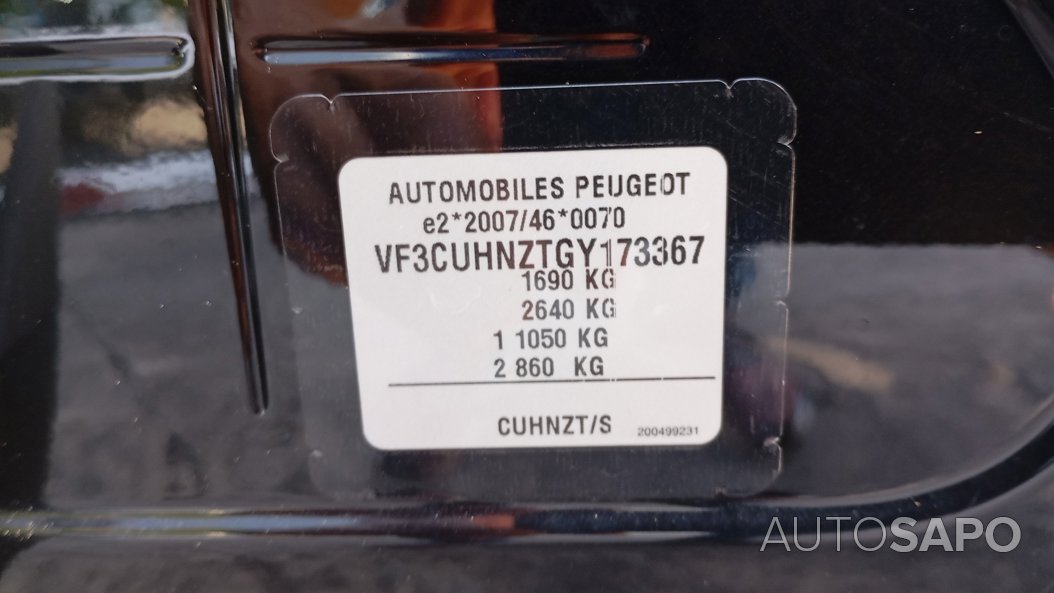 AUTOMOBILES PEUGEOT
e2*2007/46*0070
VF3CUHNZTGY173367
1690 KG
2640 KG
1 1050 KG
2 860 KG
CUHNZT/S
200499231
AUTOSAPO